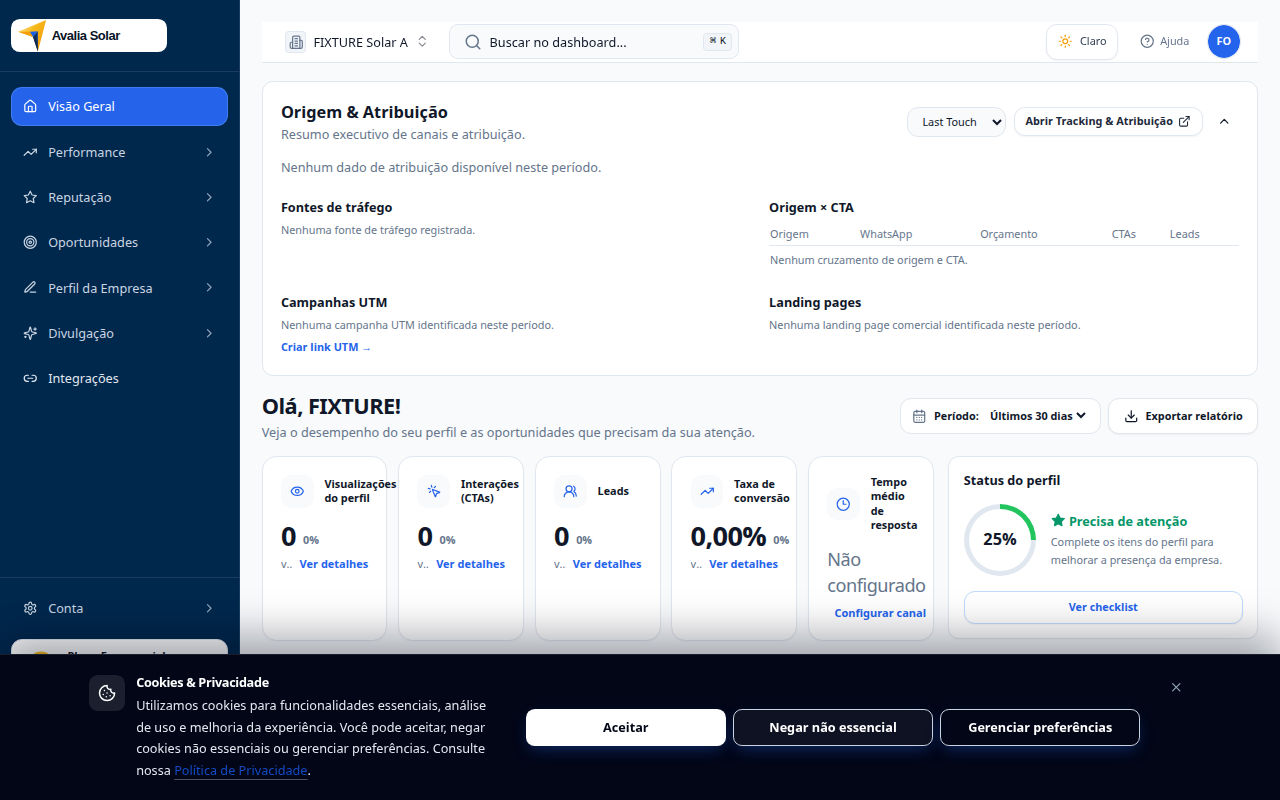 Avalia Solar
FIXTURE Solar A
Buscar no dashboard...
⌘ K
Claro
Ajuda
FO
Visão Geral
Performance
Reputação
Oportunidades
Perfil da Empresa
Divulgação
Integrações
Conta
Origem & Atribuição
Resumo executivo de canais e atribuição.
Last Touch
Abrir Tracking & Atribuição
Nenhum dado de atribuição disponível neste período.
Fontes de tráfego
Nenhuma fonte de tráfego registrada.
Origem × CTA
Origem WhatsApp Orçamento CTAs Leads
Nenhum cruzamento de origem e CTA.
Campanhas UTM
Nenhuma campanha UTM identificada neste período.
Criar link UTM →
Landing pages
Nenhuma landing page comercial identificada neste período.
Olá, FIXTURE!
Veja o desempenho do seu perfil e as oportunidades que precisam da sua atenção.
Período: Últimos 30 dias
Exportar relatório
Visualizações
do perfil
0 0%
v.. Ver detalhes
Interações
(CTAs)
0 0%
v.. Ver detalhes
Leads
0 0%
v.. Ver detalhes
Taxa de
conversão
0,00% 0%
v.. Ver detalhes
Tempo
médio
de
resposta
Não
configurado
Configurar canal
Status do perfil
25%
Precisa de atenção
Complete os itens do perfil para
melhorar a presença da empresa.
Ver checklist
Cookies & Privacidade
Utilizamos cookies para funcionalidades essenciais, análise
de uso e melhoria da experiência. Você pode aceitar, negar
cookies não essenciais ou gerenciar preferências. Consulte
nossa Política de Privacidade.
Aceitar
Negar não essencial
Gerenciar preferências